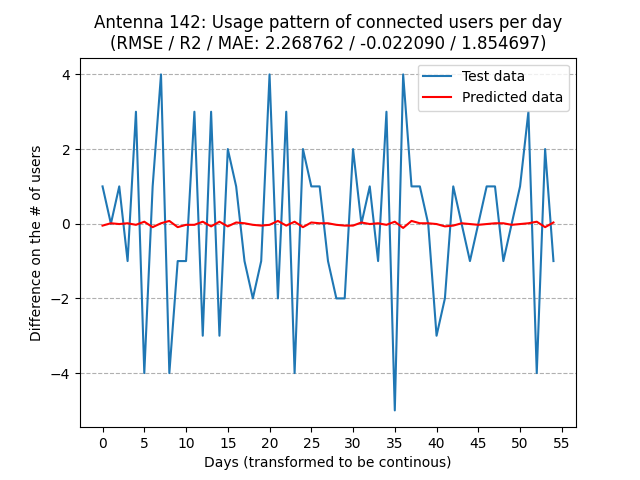 Antenna 142: Usage pattern of connected users per day
(RMSE / R2 / MAE: 2.268762 / -0.022090 / 1.854697)
Test data
Predicted data
Difference on the # of users
4
2
0
−2
−4
0 5 10 15 20 25 30 35 40 45 50 55
Days (transformed to be continous)